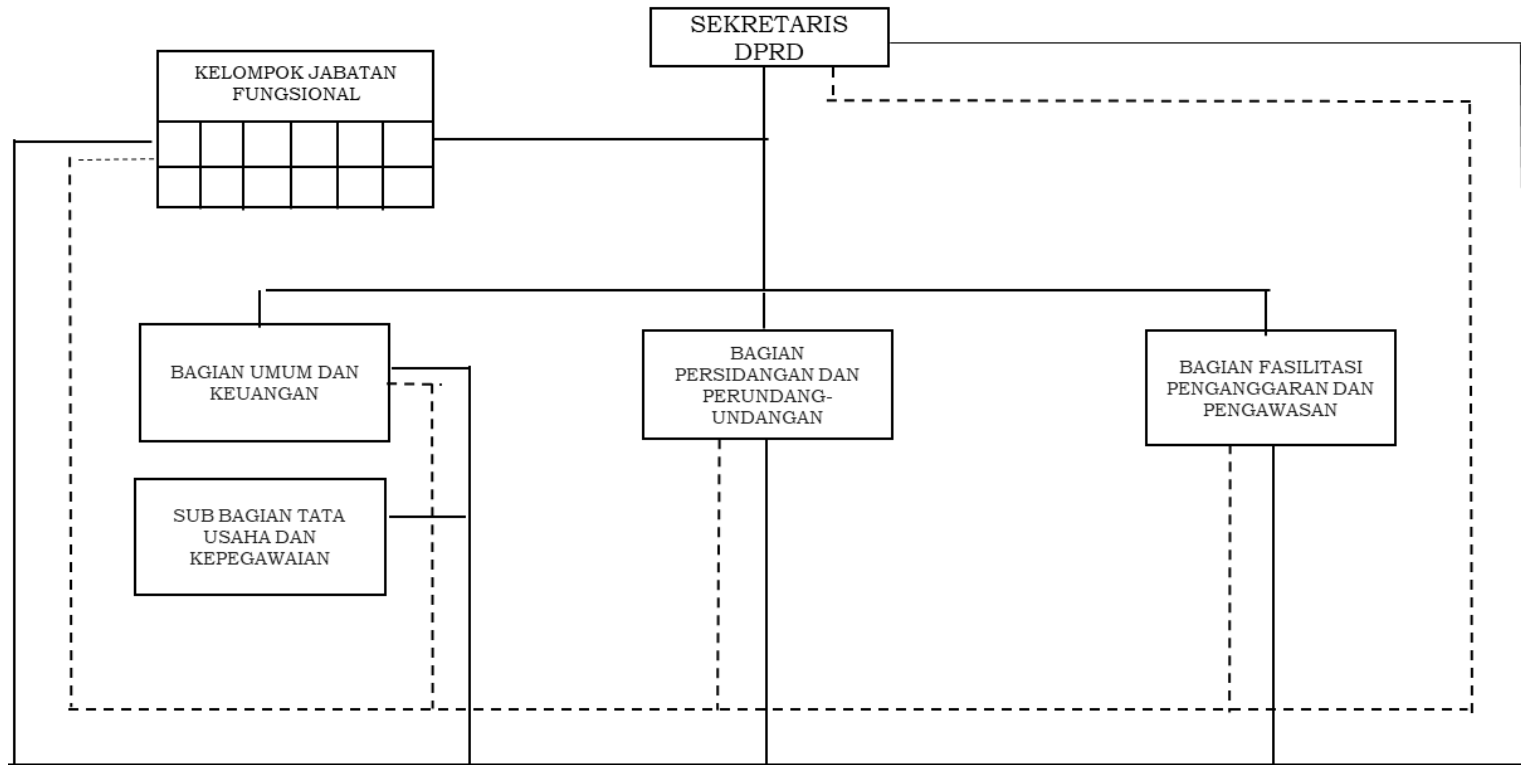 SEKRETARIS
DPRD
KELOMPOK JABATAN
FUNGSIONAL
BAGIAN UMUM DAN
KEUANGAN
BAGIAN
PERSIDANGAN DAN
PERUNDANG-
UNDANGAN
BAGIAN FASILITASI
PENGANGGARAN DAN
PENGAWASAN
SUB BAGIAN TATA
USAHA DAN
KEPEGAWAIAN